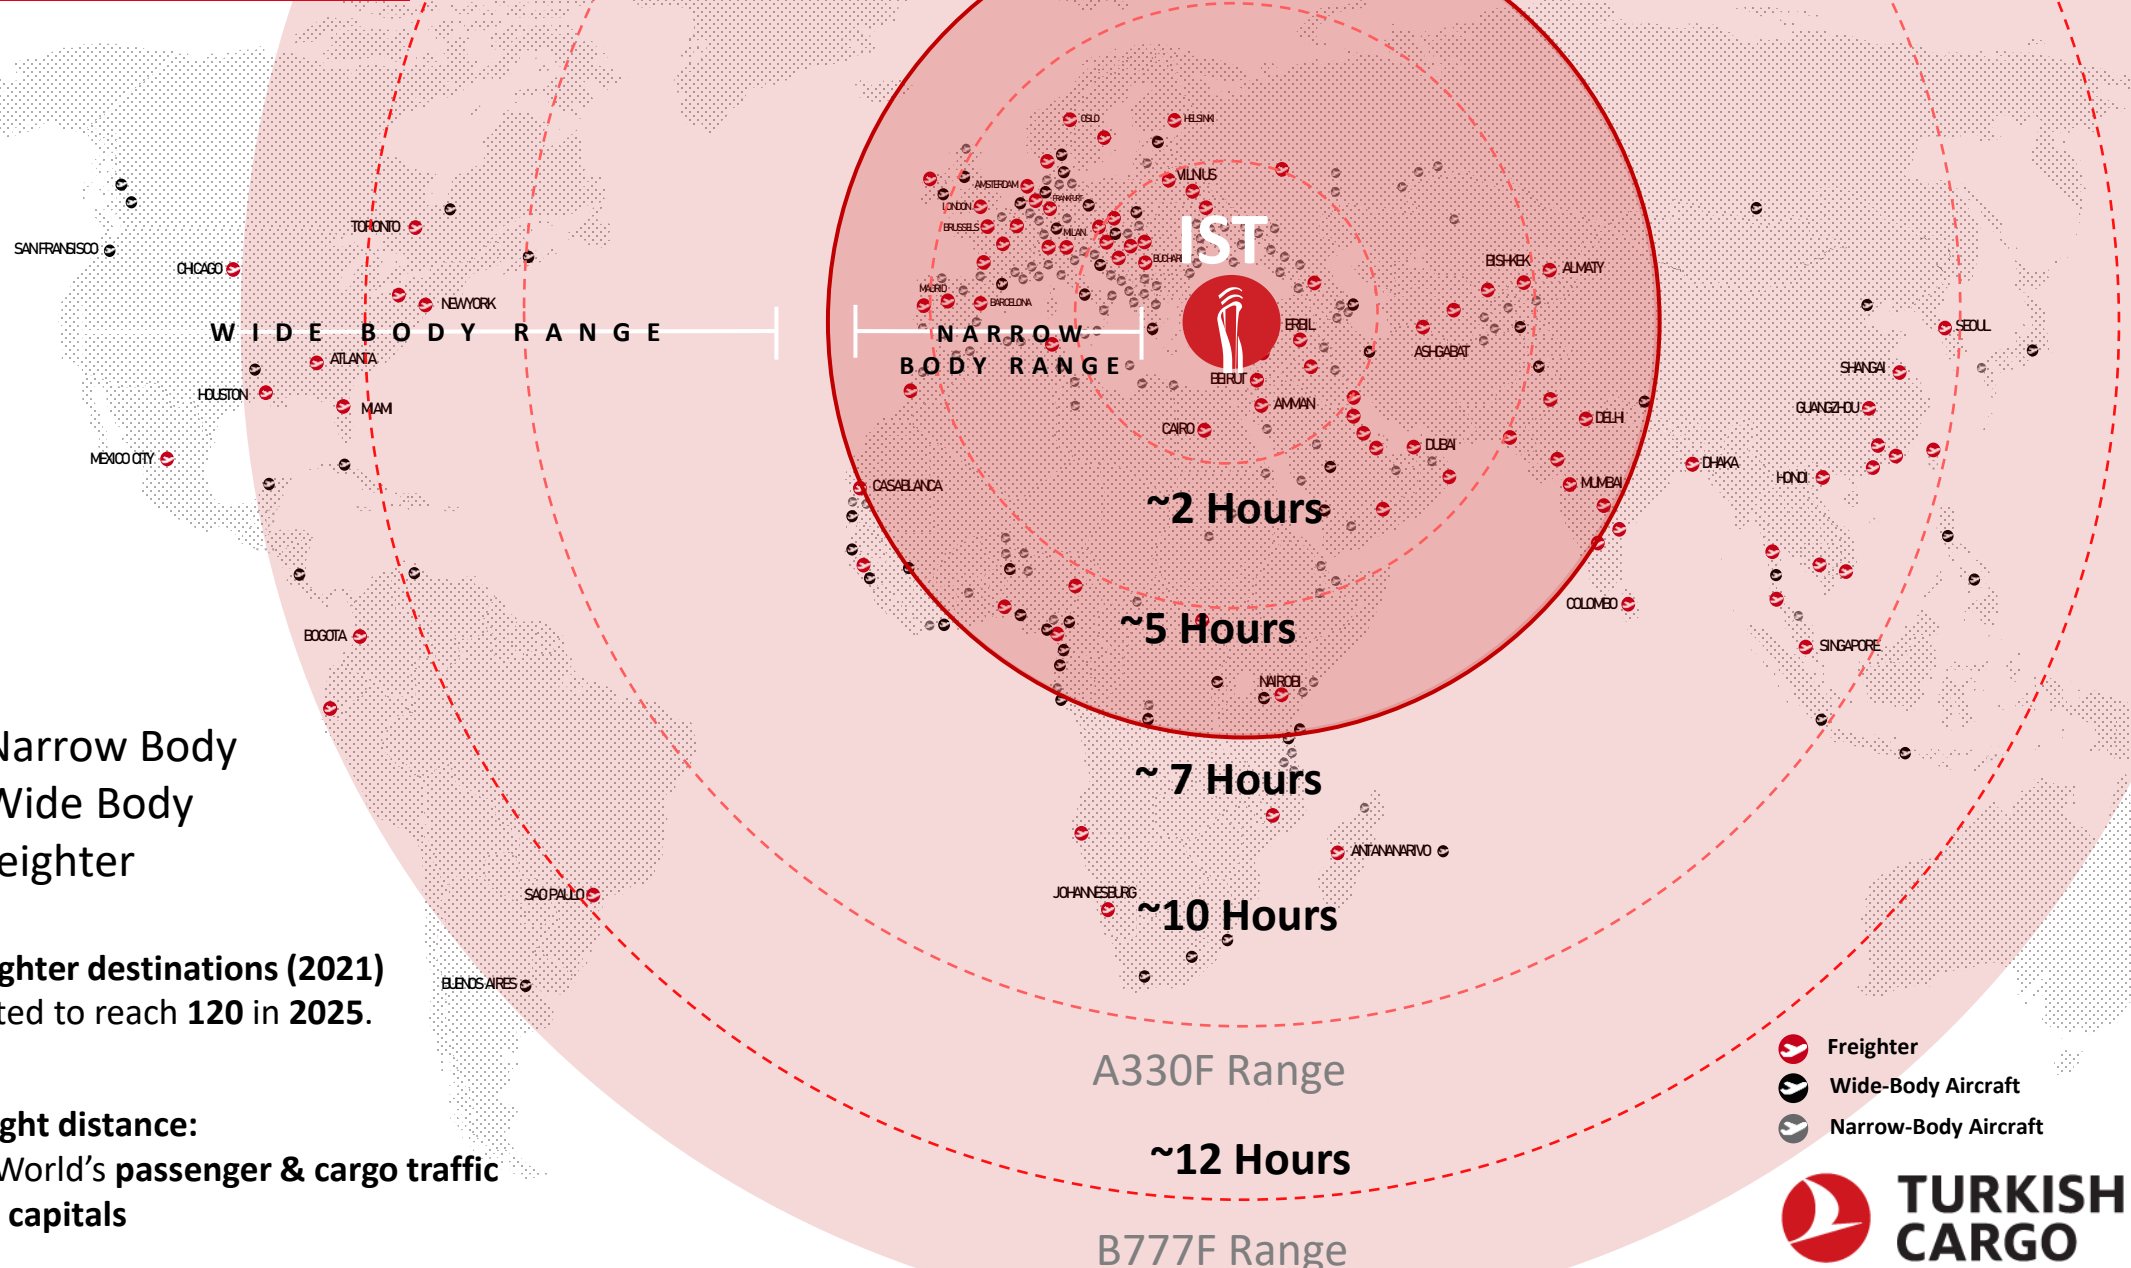 OSLO
HELSINKI
AMSTERDAM
VILNIUS
LONDON
FRANKFURT
BRUSSELS
MILAN
IST
TORONTO
SAN FRANSISCO
CHICAGO
BISHKEK
ALMATY
MADRID
BARCELONA
NEWYORK
WIDE BODY RANGE
NARROW
BODY RANGE
ERBIL
ASHGABAT
SEOUL
ATLANTA
SHANGAI
HOUSTON
MIAMI
BEIRUT
AMMAN
GUANGZHOU
DELHI
CAIRO
DUBAI
MEXICO CITY
DHAKA
HONOI
CASABLANCA
MUMBAI
~2 Hours
COLOMBO
~5 Hours
BOGOTA
SINGAPORE
NAIROBI
Narrow Body
~ 7 Hours
Wide Body
eighter
ANTANANARIVO
SAO PAULO
JOHANNESBURG
~10 Hours
ghter destinations (2021)
BUENOS AIRES
ted to reach 120 in 2025.
A330F Range
Freighter
Wide-Body Aircraft
Narrow-Body Aircraft
ght distance:
World's passenger & cargo traffic
capitals
~12 Hours
B777F Range
TURKISH
CARGO